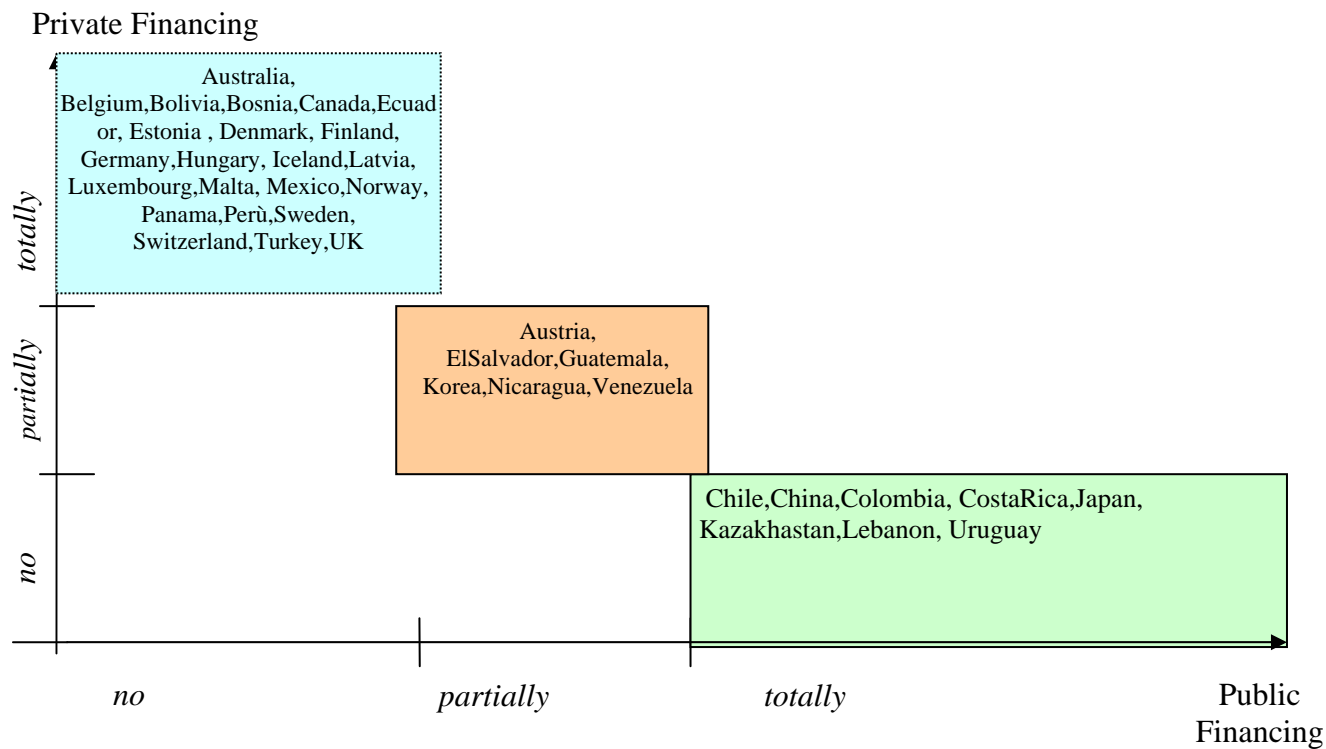 Private Financing
Australia,
Belgium,Bolivia,Bosnia,Canada,Ecuad
or, Estonia , Denmark, Finland,
Germany,Hungary, Iceland,Latvia,
Luxembourg,Malta, Mexico,Norway,
Panama,Perù,Sweden,
Switzerland,Turkey,UK
totally
Austria,
ElSalvador,Guatemala,
Korea,Nicaragua,Venezuela
partially
Chile,China,Colombia, CostaRica,Japan,
Kazakhastan,Lebanon, Uruguay
no
no
partially
totally
Public
Financing